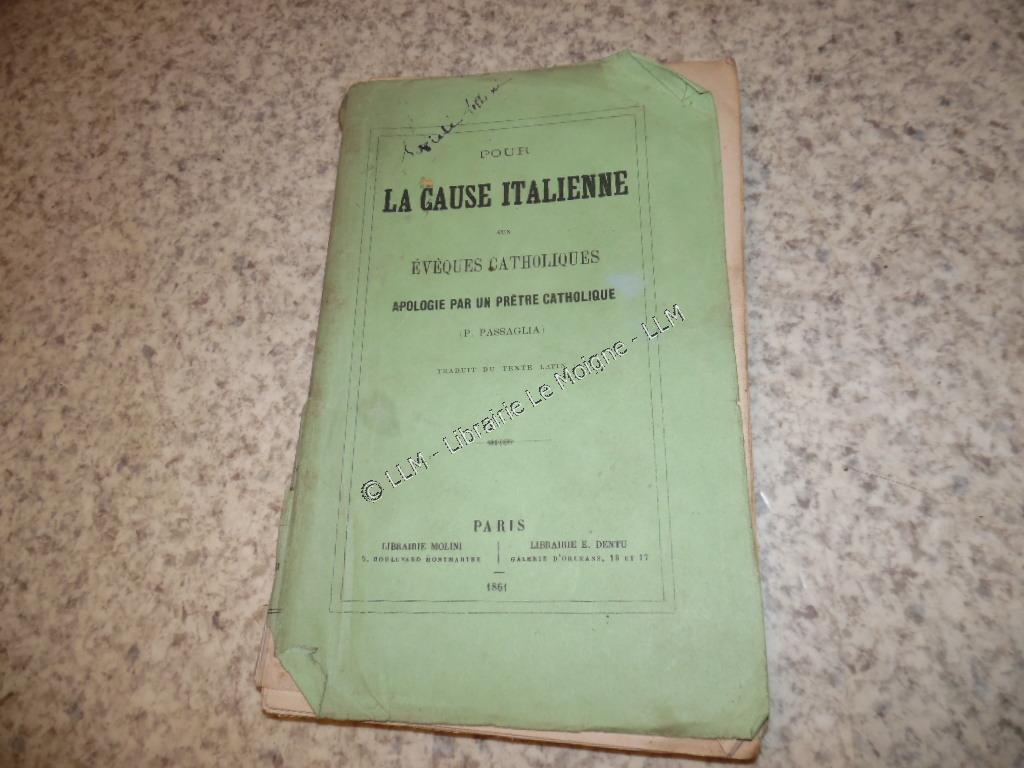 POUR
LA CAUSE ITALIENNE
AUX
ÉVÊQUES CATHOLIQUES
APOLOGIE PAR UN PRÊTRE CATHOLIQUE
(P. PASSAGLIA)
TRADUIT DU TEXTE LATIN
© LLM - Librairie Le Moigne - LLM
PARIS
LIBRAIRIE MOLINI
LIBRAIRIE E. DENTU
BOULEVARD MONTMARTRE
GALERIE D'ORLÉANS, 13 ET 17
1861